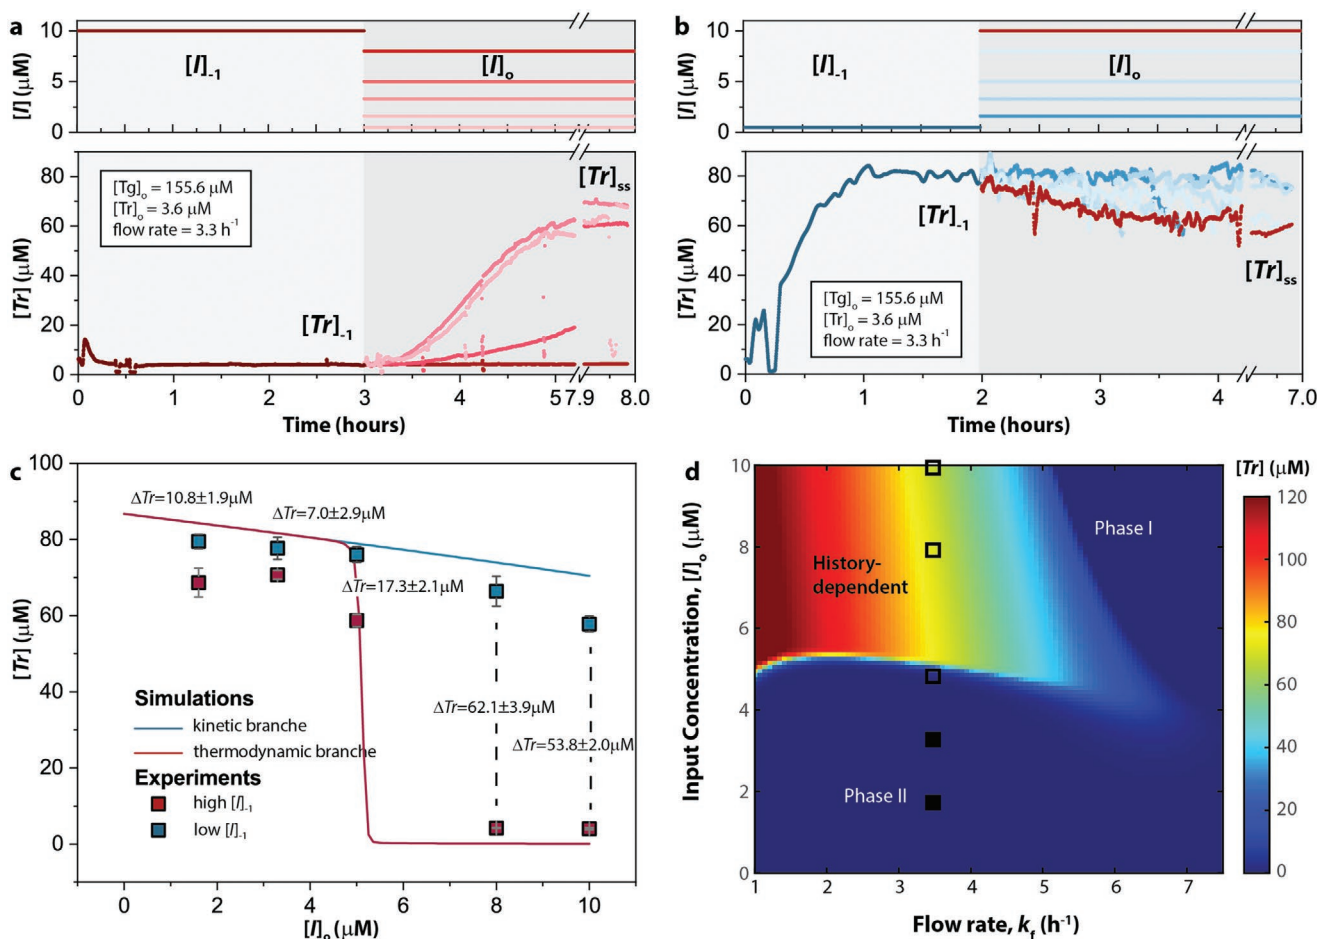 a
[I] (µM)
10
5
0
[I]-1
[I]o
[Tr] (µM)
80
60
40
20
0
[Tg]o = 155.6 µM
[Tr]o = 3.6 µM
flow rate = 3.3 h-1
[Tr]ss
[Tr]-1
0 1 2 3 4 5 7.9 8.0
Time (hours)
b
[I] (µM)
10
5
0
[I]-1
[I]o
[Tr] (µM)
80
60
40
20
0
[Tr]-1
[Tr]ss
[Tg]o = 155.6 µM
[Tr]o = 3.6 µM
flow rate = 3.3 h-1
0 1 2 3 4 7.0
Time (hours)
c
[Tr] (µM)
100
80
60
40
20
0
ΔTr=10.8±1.9µM
ΔTr=7.0±2.9µM
ΔTr=17.3±2.1µM
ΔTr=62.1±3.9µM
ΔTr=53.8±2.0µM
Simulations
kinetic branche
thermodynamic branche
Experiments
high [I]-1
low [I]-1
0 2 4 6 8 10
[I]o (µM)
d
[Tr] (µM)
Input Concentration, [I]o (µM)
10
8
6
4
2
0
Phase I
History-
dependent
Phase II
1 2 3 4 5 6 7
Flow rate, kf (h-1)
120
100
80
60
40
20
0